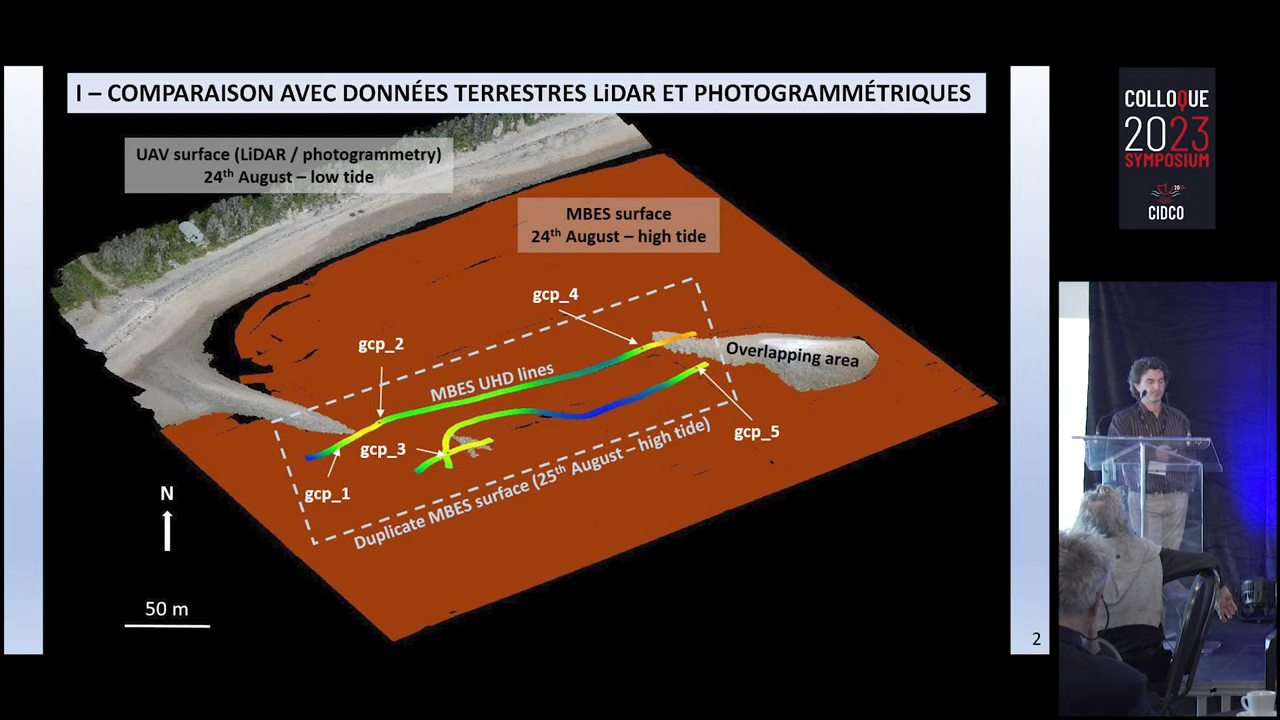 I – COMPARAISON AVEC DONNÉES TERRESTRES LiDAR ET PHOTOGRAMMÉTRIQUES
UAV surface (LiDAR / photogrammetry)
24th August – low tide
MBES surface
24th August – high tide
gcp_4
gcp_2
Overlapping area
MBES UHD lines
gcp_5
gcp_3
gcp_1
Duplicate MBES surface (25th August – high tide)
N
50 m
2
COLLOQUE
2023
SYMPOSIUM
CIDCO